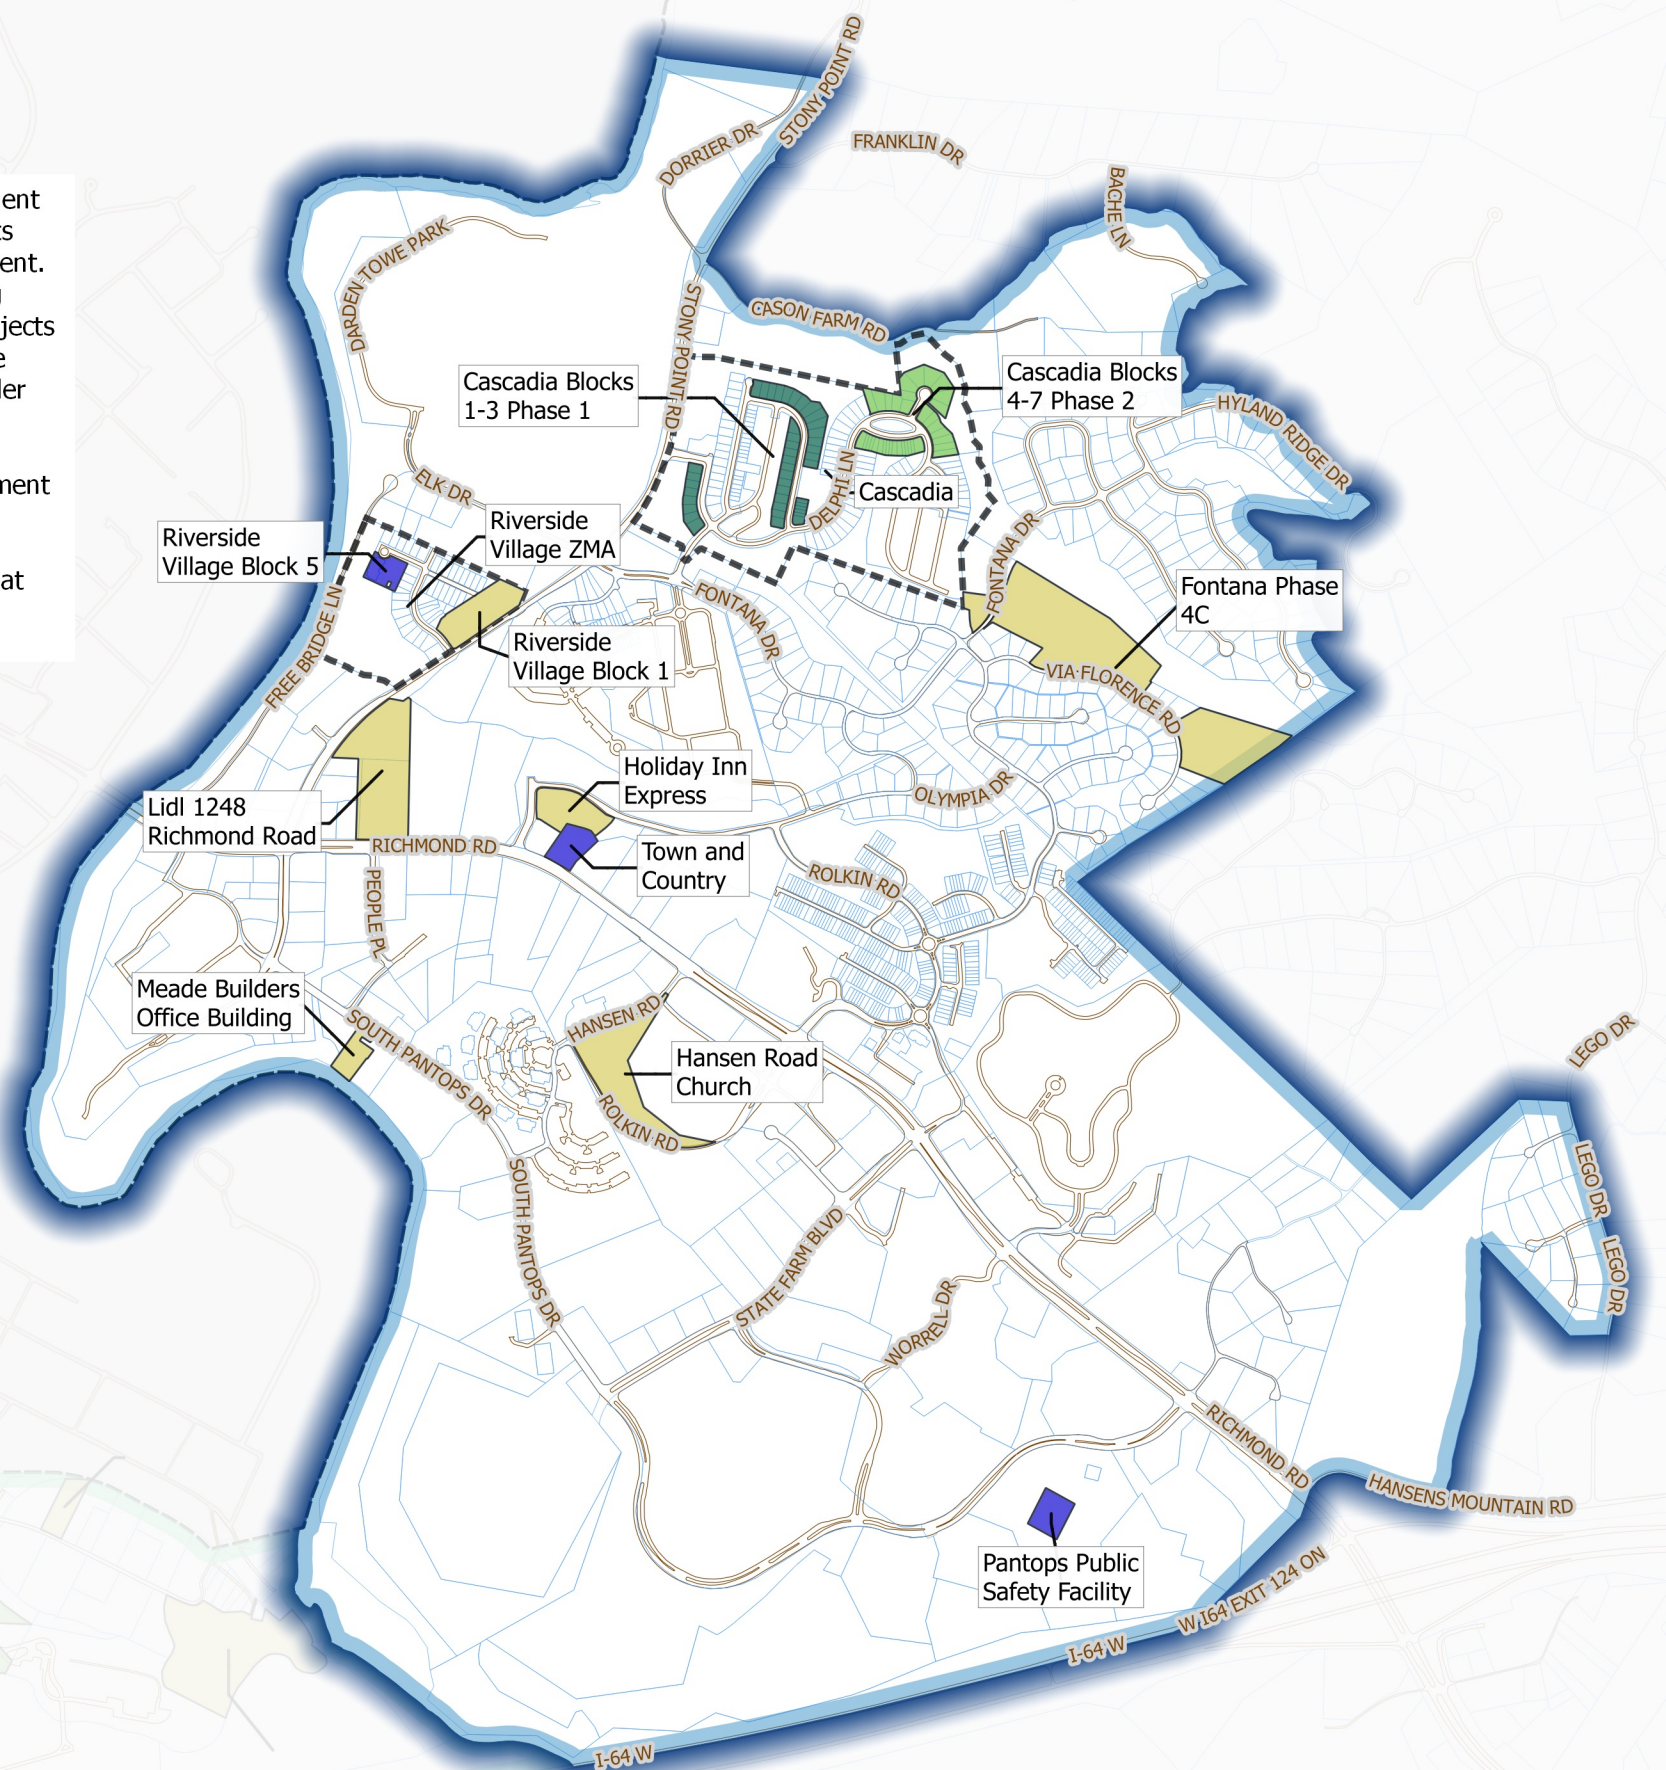 STONY POINT RD
DORRIER DR
FRANKLIN DR
BACHE LN
ent
ent.
jects
ment
at
DARDEN TOWE PARK
STONY POINT RD
CASON FARM RD
Cascadia Blocks
1-3 Phase 1
Cascadia Blocks
4-7 Phase 2
HYLAND RIDGE DR
ELK DR
DELPHI LN
Cascadia
Riverside
Village Block 5
Riverside
Village ZMA
FONTANA DR
FONTANA DR
Fontana Phase
4C
FREE BRIDGE LN
Riverside
Village Block 1
VIA FLORENCE RD
Lidl 1248
Richmond Road
Holiday Inn
Express
OLYMPIA DR
RICHMOND RD
Town and
Country
ROLKIN RD
PEOPLE PL
Meade Builders
Office Building
SOUTH PANTOPS DR
HANSEN RD
Hansen Road
Church
ROLKIN RD
LEGO DR
LEGO DR
LEGO DR
SOUTH PANTOPS DR
STATE FARM BLVD
WORRELL DR
RICHMOND RD
HANSENS MOUNTAIN RD
Pantops Public
Safety Facility
W I64 EXIT 124 ON
I-64 W
I-64 W